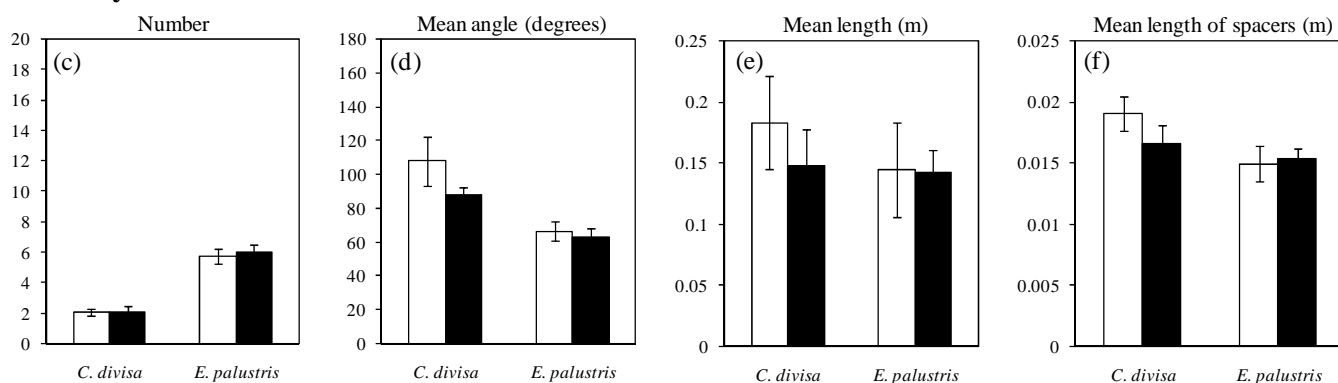 Number
(c)
20
18
16
14
12
10
8
6
4
2
0
C. divisa E. palustris
Mean angle (degrees)
(d)
180
160
140
120
100
80
60
40
20
0
C. divisa E. palustris
Mean length (m)
(e)
0.25
0.2
0.15
0.1
0.05
0
C. divisa E. palustris
Mean length of spacers (m)
(f)
0.025
0.02
0.015
0.01
0.005
0
C. divisa E. palustris